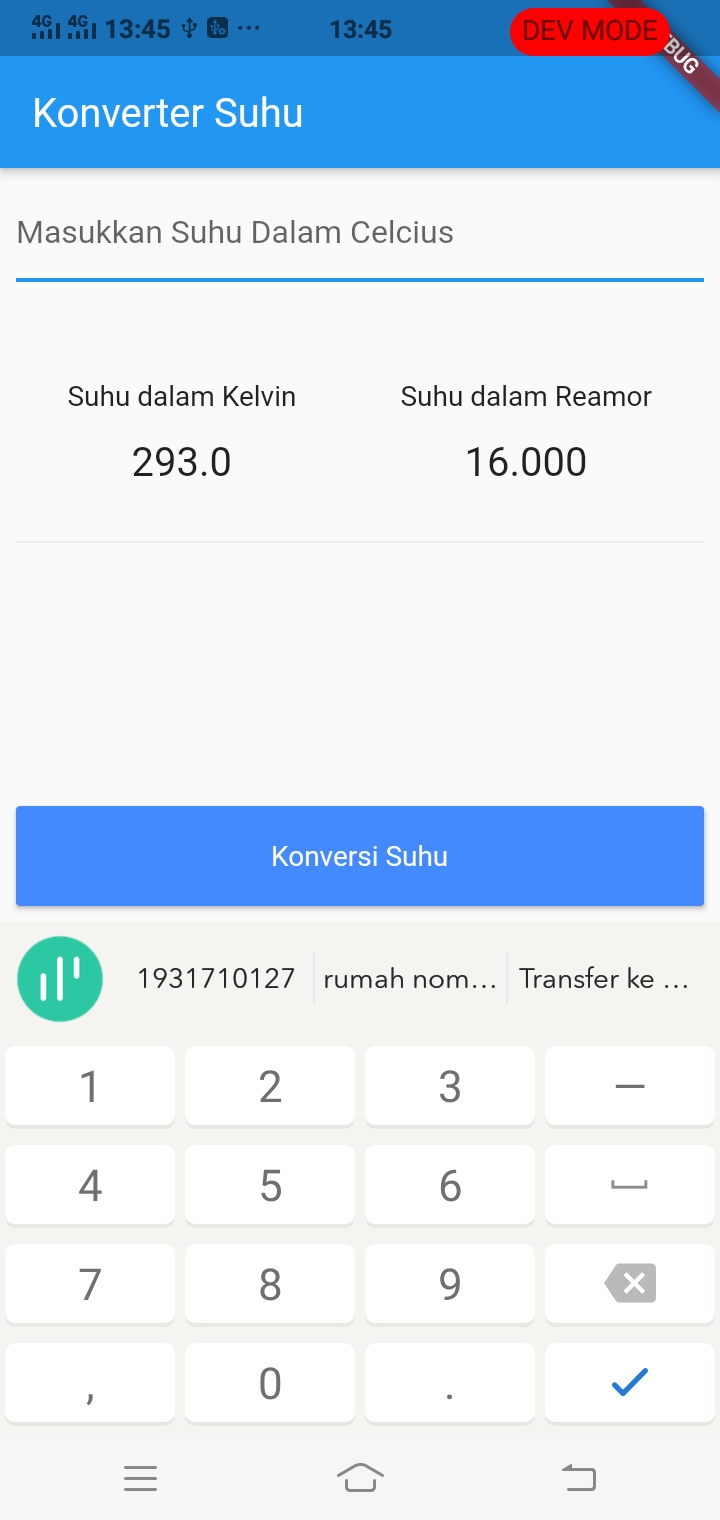 4G 4G 13:45 ... 13:45 DEV MODE
BUG
Konverter Suhu
Masukkan Suhu Dalam Celcius
Suhu dalam Kelvin Suhu dalam Reamor
293.0 16.000
Konversi Suhu
1931710127 rumah nom... Transfer ke ...
1 2 3 —
4 5 6
7 8 9
, 0 .